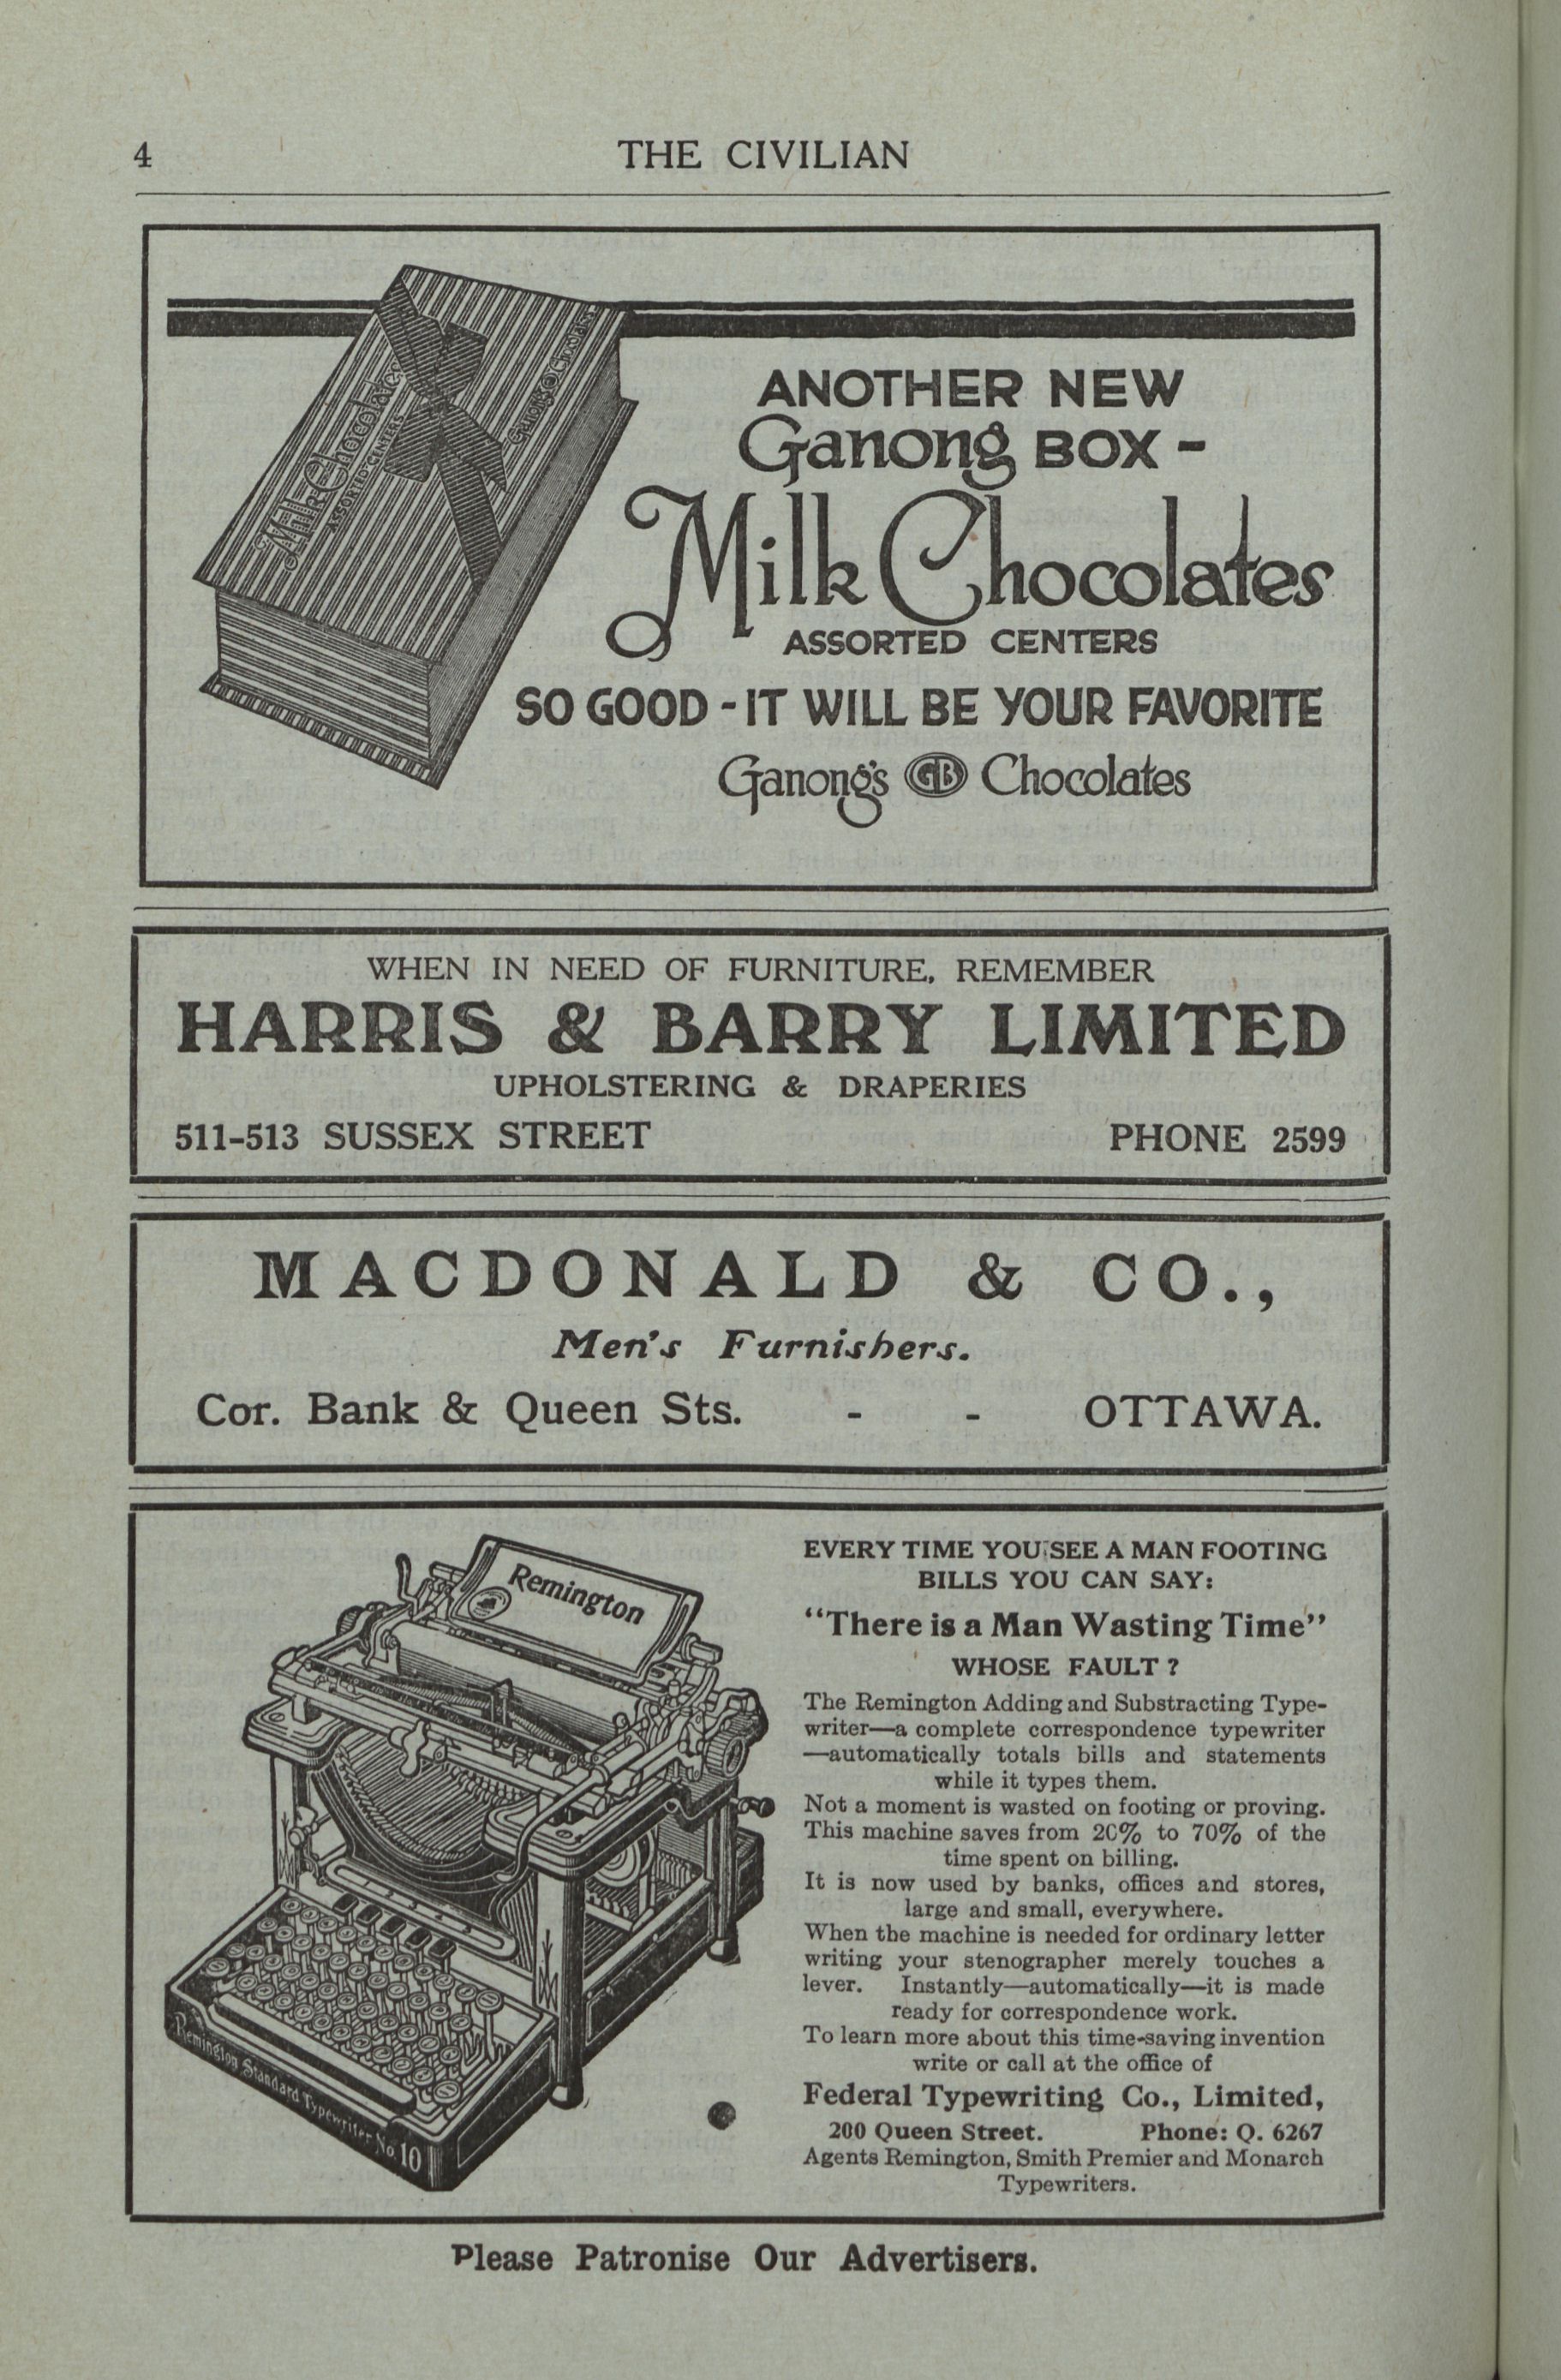 4 THE CIVILIAN
Milk Chocolates
ASSORTED CENTERS
Ganong's GB Chocolates
ANOTHER NEW
Ganong BOX -
Milk Chocolates
ASSORTED CENTERS
SO GOOD - IT WILL BE YOUR FAVORITE
Ganong's GB Chocolates
WHEN IN NEED OF FURNITURE, REMEMBER
HARRIS & BARRY LIMITED
UPHOLSTERING & DRAPERIES
511-513 SUSSEX STREET PHONE 2599
MACDONALD & CO.,
Men's Furnishers.
Cor. Bank & Queen Sts. - - OTTAWA.
Remington
Remington Standard Typewriter No. 10
EVERY TIME YOU SEE A MAN FOOTING
BILLS YOU CAN SAY:
"There is a Man Wasting Time"
WHOSE FAULT ?
The Remington Adding and Substracting Type-
writer—a complete correspondence typewriter
—automatically totals bills and statements
while it types them.
Not a moment is wasted on footing or proving.
This machine saves from 20% to 70% of the
time spent on billing.
It is now used by banks, offices and stores,
large and small, everywhere.
When the machine is needed for ordinary letter
writing your stenographer merely touches a
lever. Instantly—automatically—it is made
ready for correspondence work.
To learn more about this time-saving invention
write or call at the office of
Federal Typewriting Co., Limited,
200 Queen Street. Phone: Q. 6267
Agents Remington, Smith Premier and Monarch
Typewriters.
Please Patronise Our Advertisers.